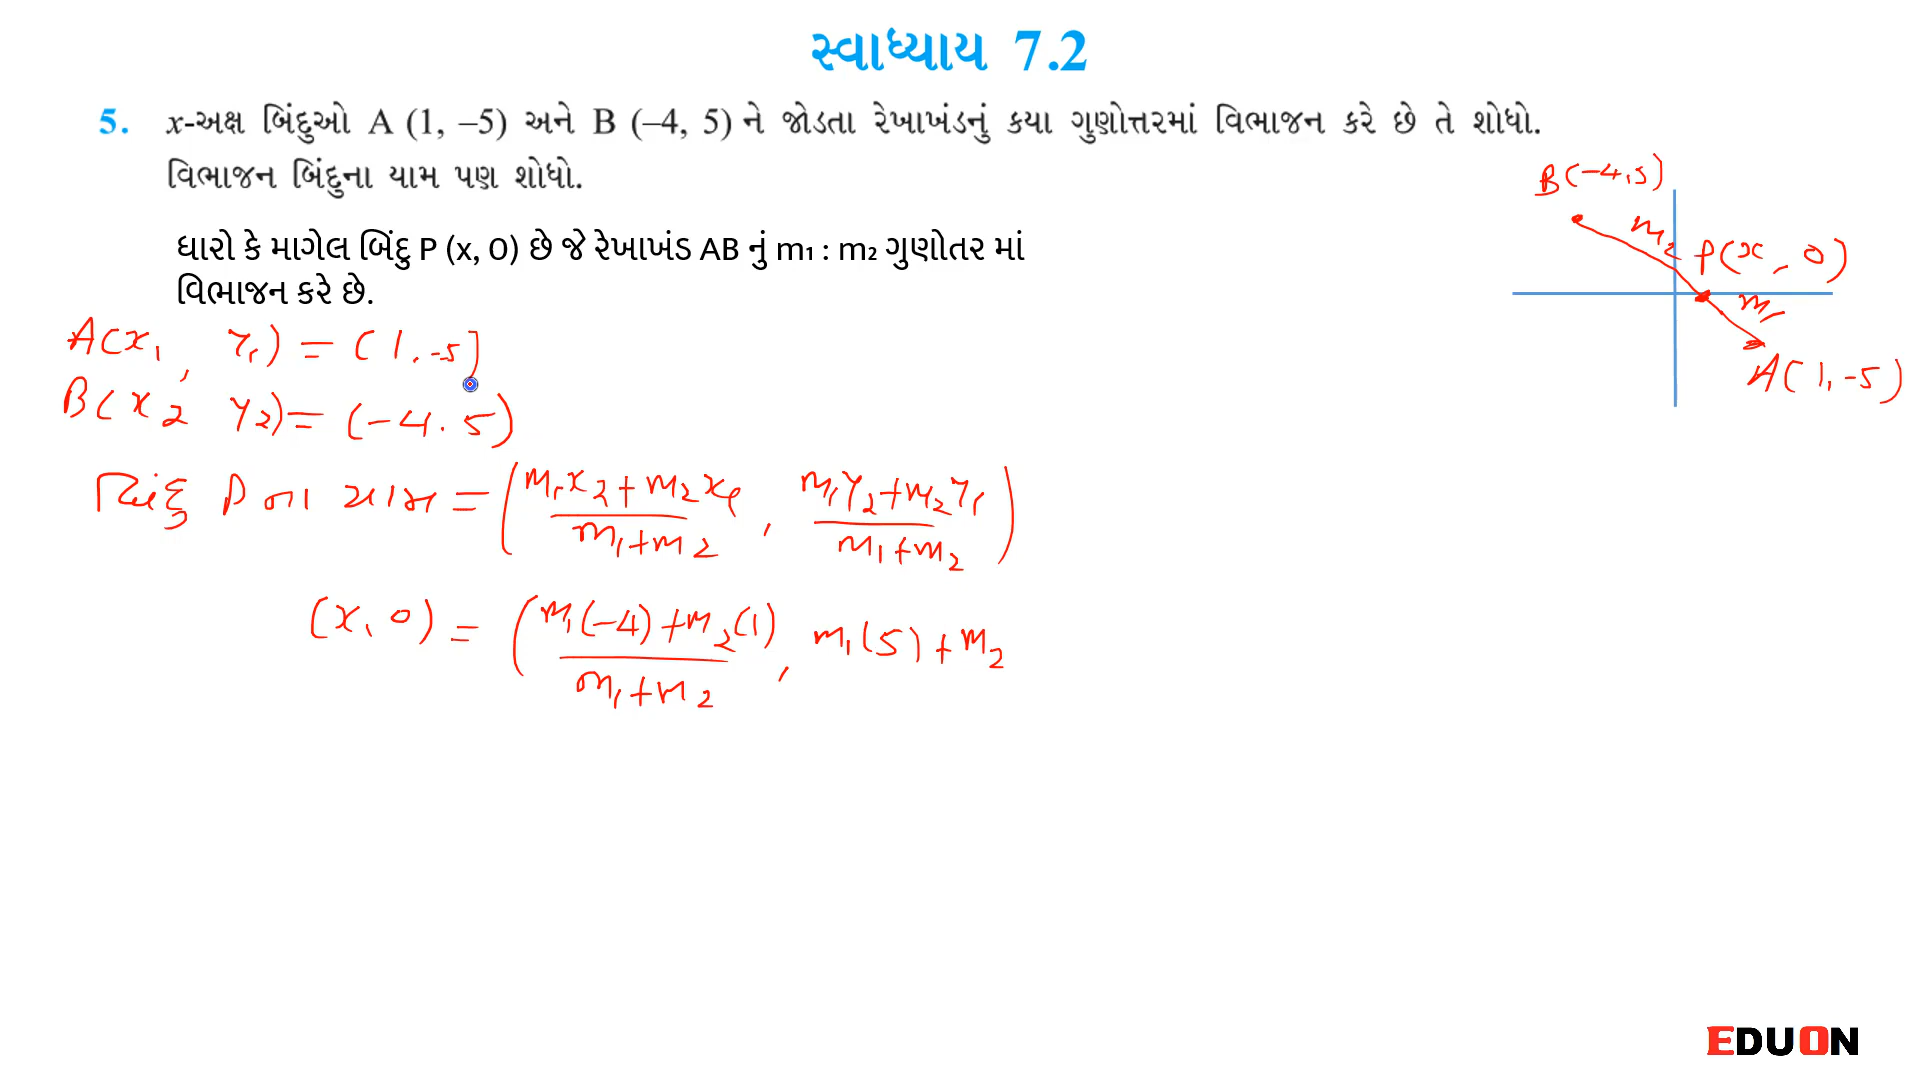 સ્વાધ્યાય 7.2
5. x-અક્ષ બિંદુઓ A (1, –5) અને B (–4, 5) ને જોડતા રેખાખંડનું કયા ગુણોત્તરમાં વિભાજન કરે છે તે શોધો.
વિભાજન બિંદુના યામ પણ શોધો.
ધારો કે માગેલ બિંદુ P (x, 0) છે જે રેખાખંડ AB નું m₁ : m₂ ગુણોતર માં
વિભાજન કરે છે.
B(-4,5)
m₂ P(x, 0)
m₁
A(1,-5)
A(x₁, y₁) = (1,-5)
B(x₂ y₂) = (-4.5)
બિંદુ P ના યામ = (m₁x₂+m₂x₁/m₁+m₂, m₁y₂+m₂y₁/m₁+m₂)
(x, 0) = (m₁(-4)+m₂(1)/m₁+m₂, m₁(5)+m₂
EDUON